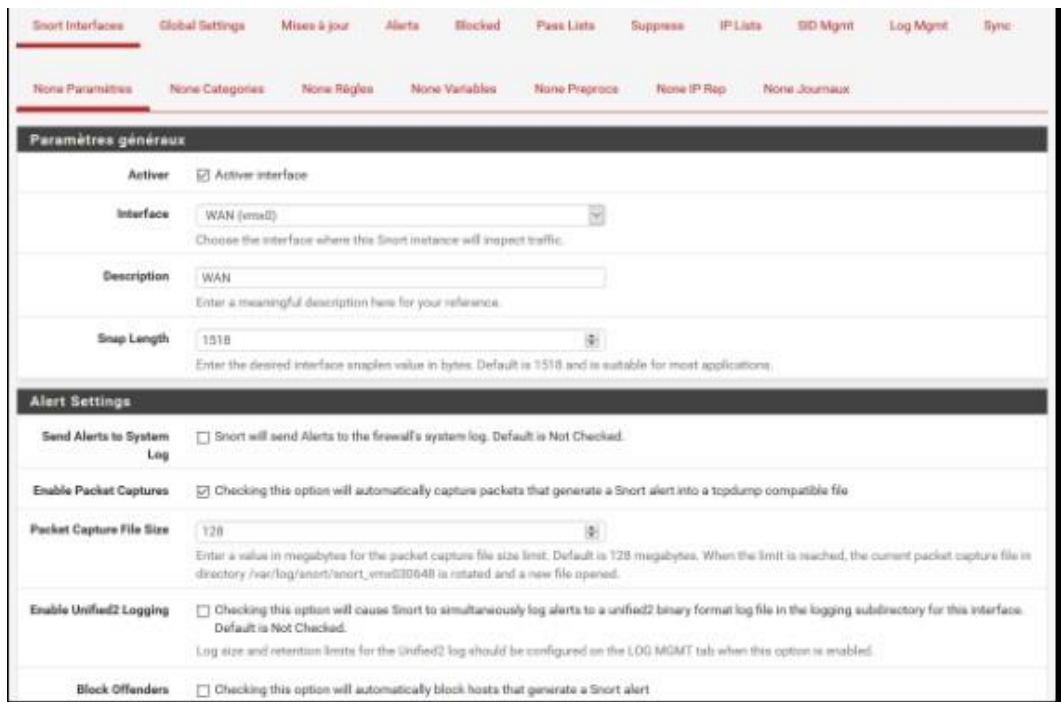 Snort Interfaces Global Settings Mises à jour Alerts Blocked Pass Lists Suppress IP Lists SID Mgmt Log Mgmt Sync
None Paramètres None Categories None Règles None Variables None Preprocs None IP Rep None Journaux
Paramètres généraux
Activer Activer interface
Interface WAN (vmx0)
Choose the interface where this Snort instance will inspect traffic.
Description WAN
Enter a meaningful description here for your reference.
Snap Length 1518
Enter the desired interface snaplen value in bytes. Default is 1518 and is suitable for most applications.
Alert Settings
Send Alerts to System Snort will send Alerts to the firewall's system log. Default is Not Checked.
Log
Enable Packet Captures Checking this option will automatically capture packets that generate a Snort alert into a tcpdump compatible file
Packet Capture File Size 128
Enter a value in megabytes for the packet capture file size limit. Default is 128 megabytes. When the limit is reached, the current packet capture file in
directory /var/log/snort/snort_vmx030648 is rotated and a new file opened.
Enable Unified2 Logging Checking this option will cause Snort to simultaneously log alerts to a unified2 binary format log file in the logging subdirectory for this interface.
Default is Not Checked.
Log size and retention limits for the Unified2 log should be configured on the LOG MGMT tab when this option is enabled.
Block Offenders Checking this option will automatically block hosts that generate a Snort alert